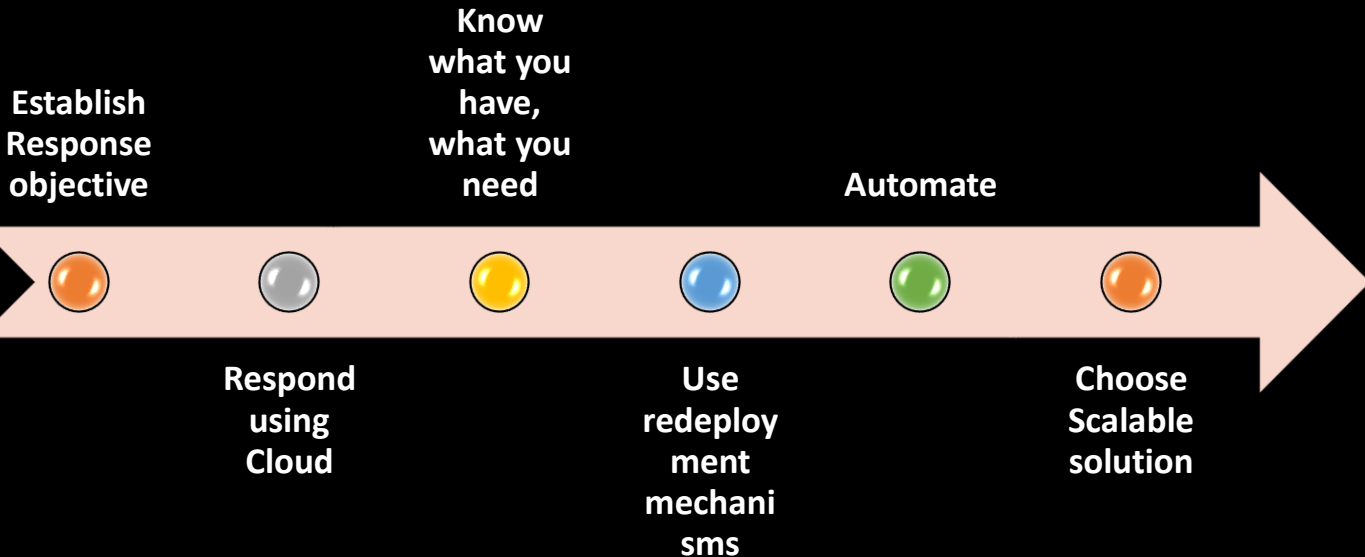 Establish
Response
objective
Respond
using
Cloud
Know
what you
have,
what you
need
Use
redeploy
ment
mechani
sms
Automate
Choose
Scalable
solution